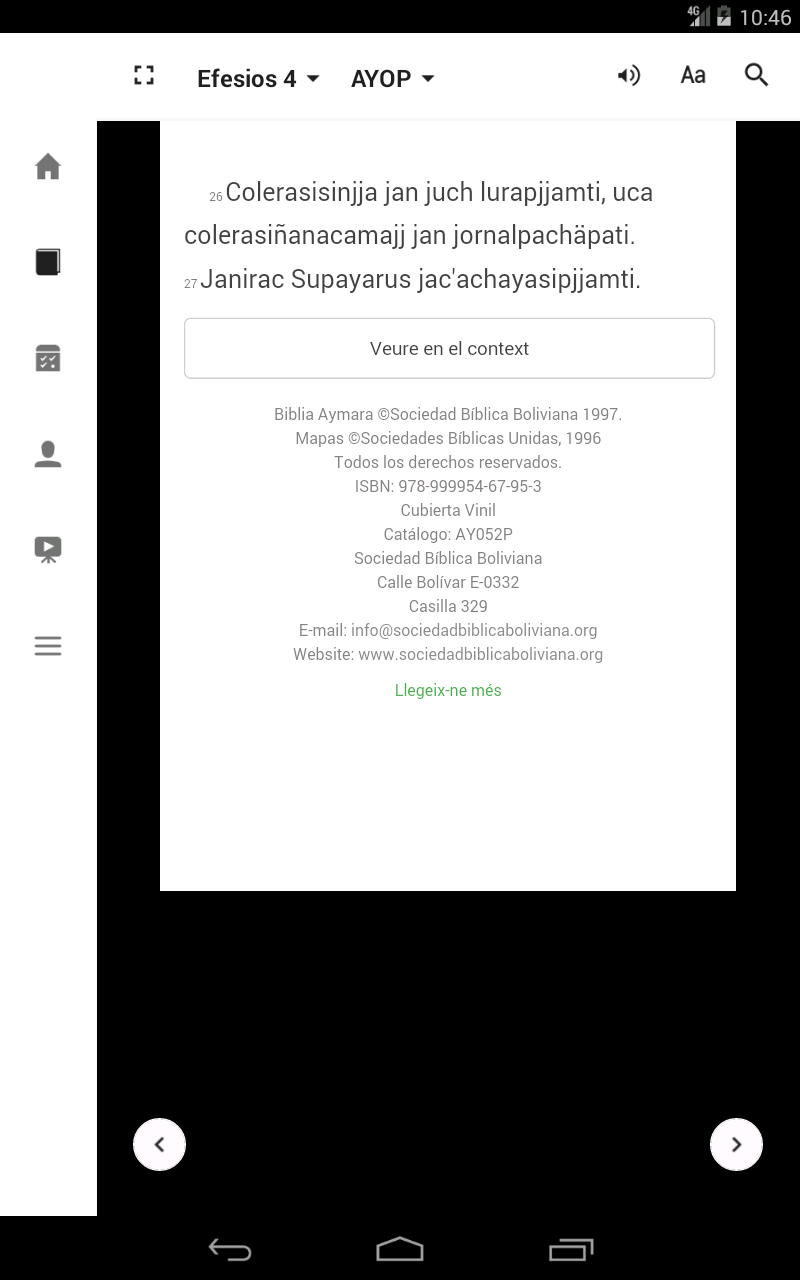 4G 10:46
Efesios 4 AYOP Aa
26 Colerasisinjja jan juch lurapjjamti, uca
colerasiñanacamajj jan jornalpachäpati.
27 Janirac Supayarus jac'achayasipjjamti.
Veure en el context
Biblia Aymara ©Sociedad Bíblica Boliviana 1997.
Mapas ©Sociedades Bíblicas Unidas, 1996
Todos los derechos reservados.
ISBN: 978-999954-67-95-3
Cubierta Vinil
Catálogo: AY052P
Sociedad Bíblica Boliviana
Calle Bolívar E-0332
Casilla 329
E-mail: info@sociedadbiblicaboliviana.org
Website: www.sociedadbiblicaboliviana.org
Llegeix-ne més